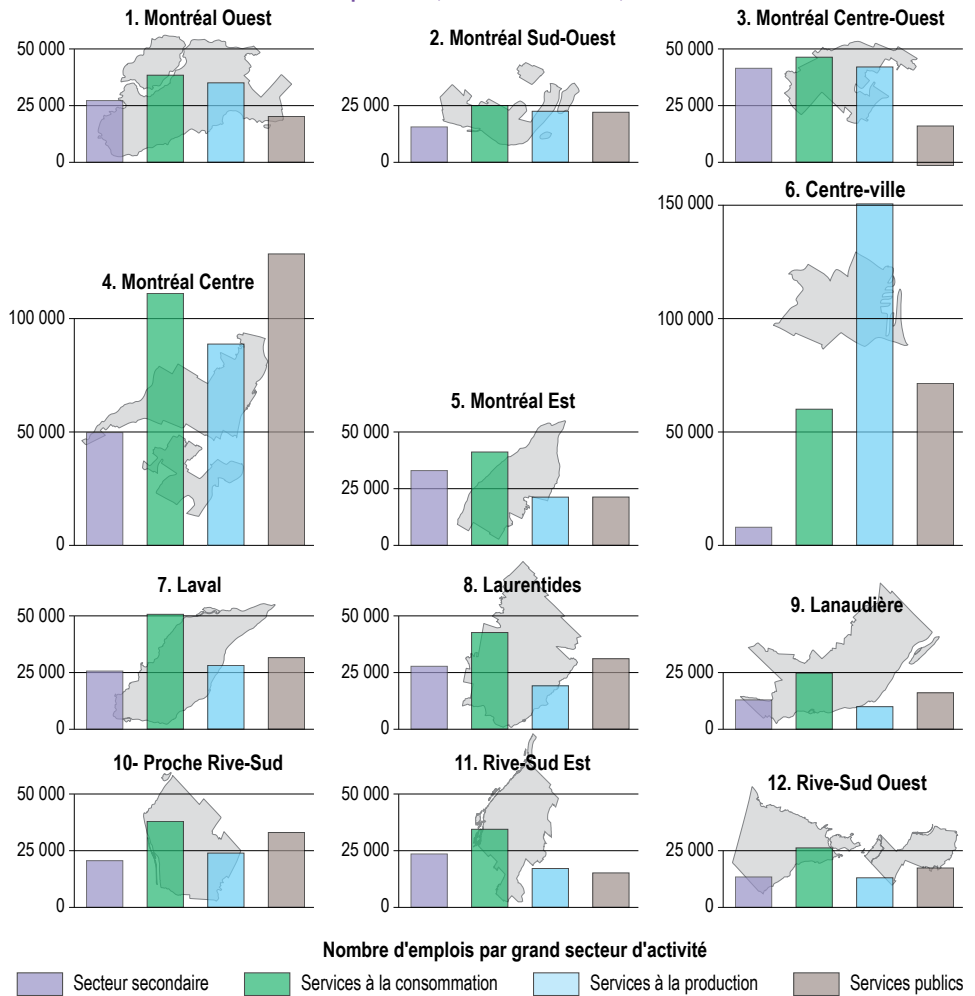 1. Montréal Ouest
50 000
25 000
0
2. Montréal Sud-Ouest
25 000
0
3. Montréal Centre-Ouest
50 000
25 000
0
4. Montréal Centre
100 000
50 000
0
5. Montréal Est
50 000
25 000
0
6. Centre-ville
150 000
100 000
50 000
0
7. Laval
50 000
25 000
0
8. Laurentides
50 000
25 000
0
9. Lanaudière
25 000
0
10- Proche Rive-Sud
50 000
25 000
0
11. Rive-Sud Est
50 000
25 000
0
12. Rive-Sud Ouest
25 000
0
Nombre d'emplois par grand secteur d'activité
Secteur secondaire
Services à la consommation
Services à la production
Services publics